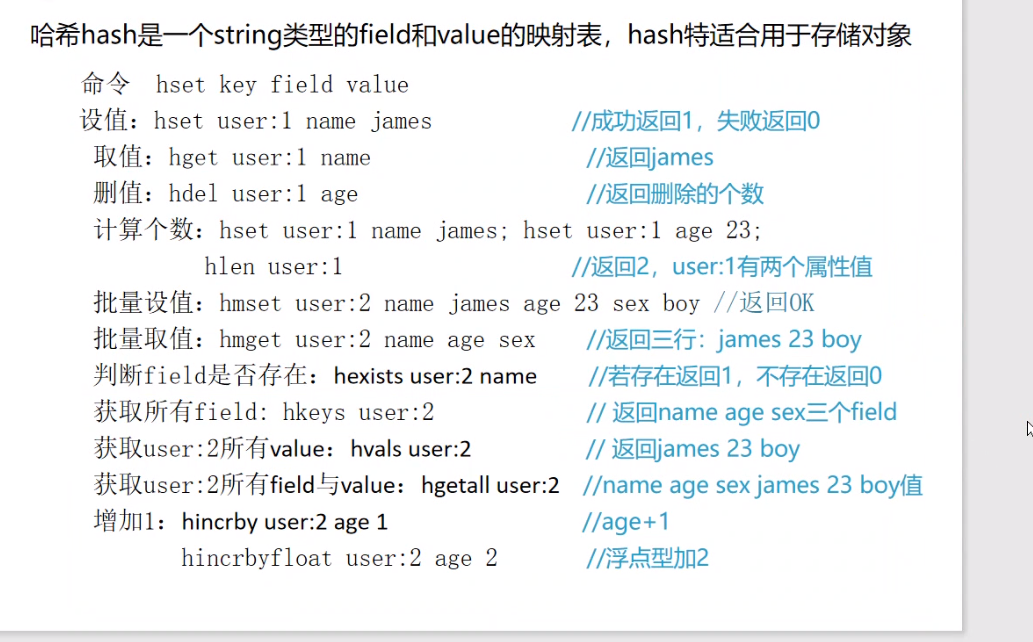 哈希hash是一个string类型的field和value的映射表，hash特适合用于存储对象
命令 hset key field value
设值：hset user:1 name james //成功返回1，失败返回0
取值：hget user:1 name //返回james
删值：hdel user:1 age //返回删除的个数
计算个数：hset user:1 name james; hset user:1 age 23;
hlen user:1 //返回2，user:1有两个属性值
批量设值：hmset user:2 name james age 23 sex boy //返回OK
批量取值：hmget user:2 name age sex //返回三行：james 23 boy
判断field是否存在：hexists user:2 name //若存在返回1，不存在返回0
获取所有field: hkeys user:2 // 返回name age sex三个field
获取user:2所有value：hvals user:2 // 返回james 23 boy
获取user:2所有field与value：hgetall user:2 //name age sex james 23 boy值
增加1：hincrby user:2 age 1 //age+1
hincrbyfloat user:2 age 2 //浮点型加2